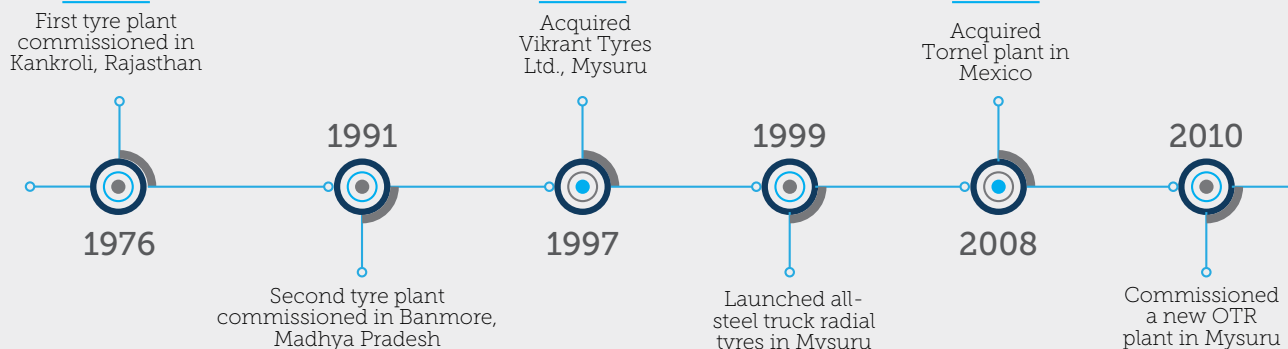 First tyre plant
commissioned in
Kankroli, Rajasthan
1976
1991
Second tyre plant
commissioned in Banmore,
Madhya Pradesh
Acquired
Vikrant Tyres
Ltd., Mysuru
1997
1999
Launched all-
steel truck radial
tyres in Mysuru
Acquired
Tornel plant in
Mexico
2008
2010
Commissioned
a new OTR
plant in Mysuru